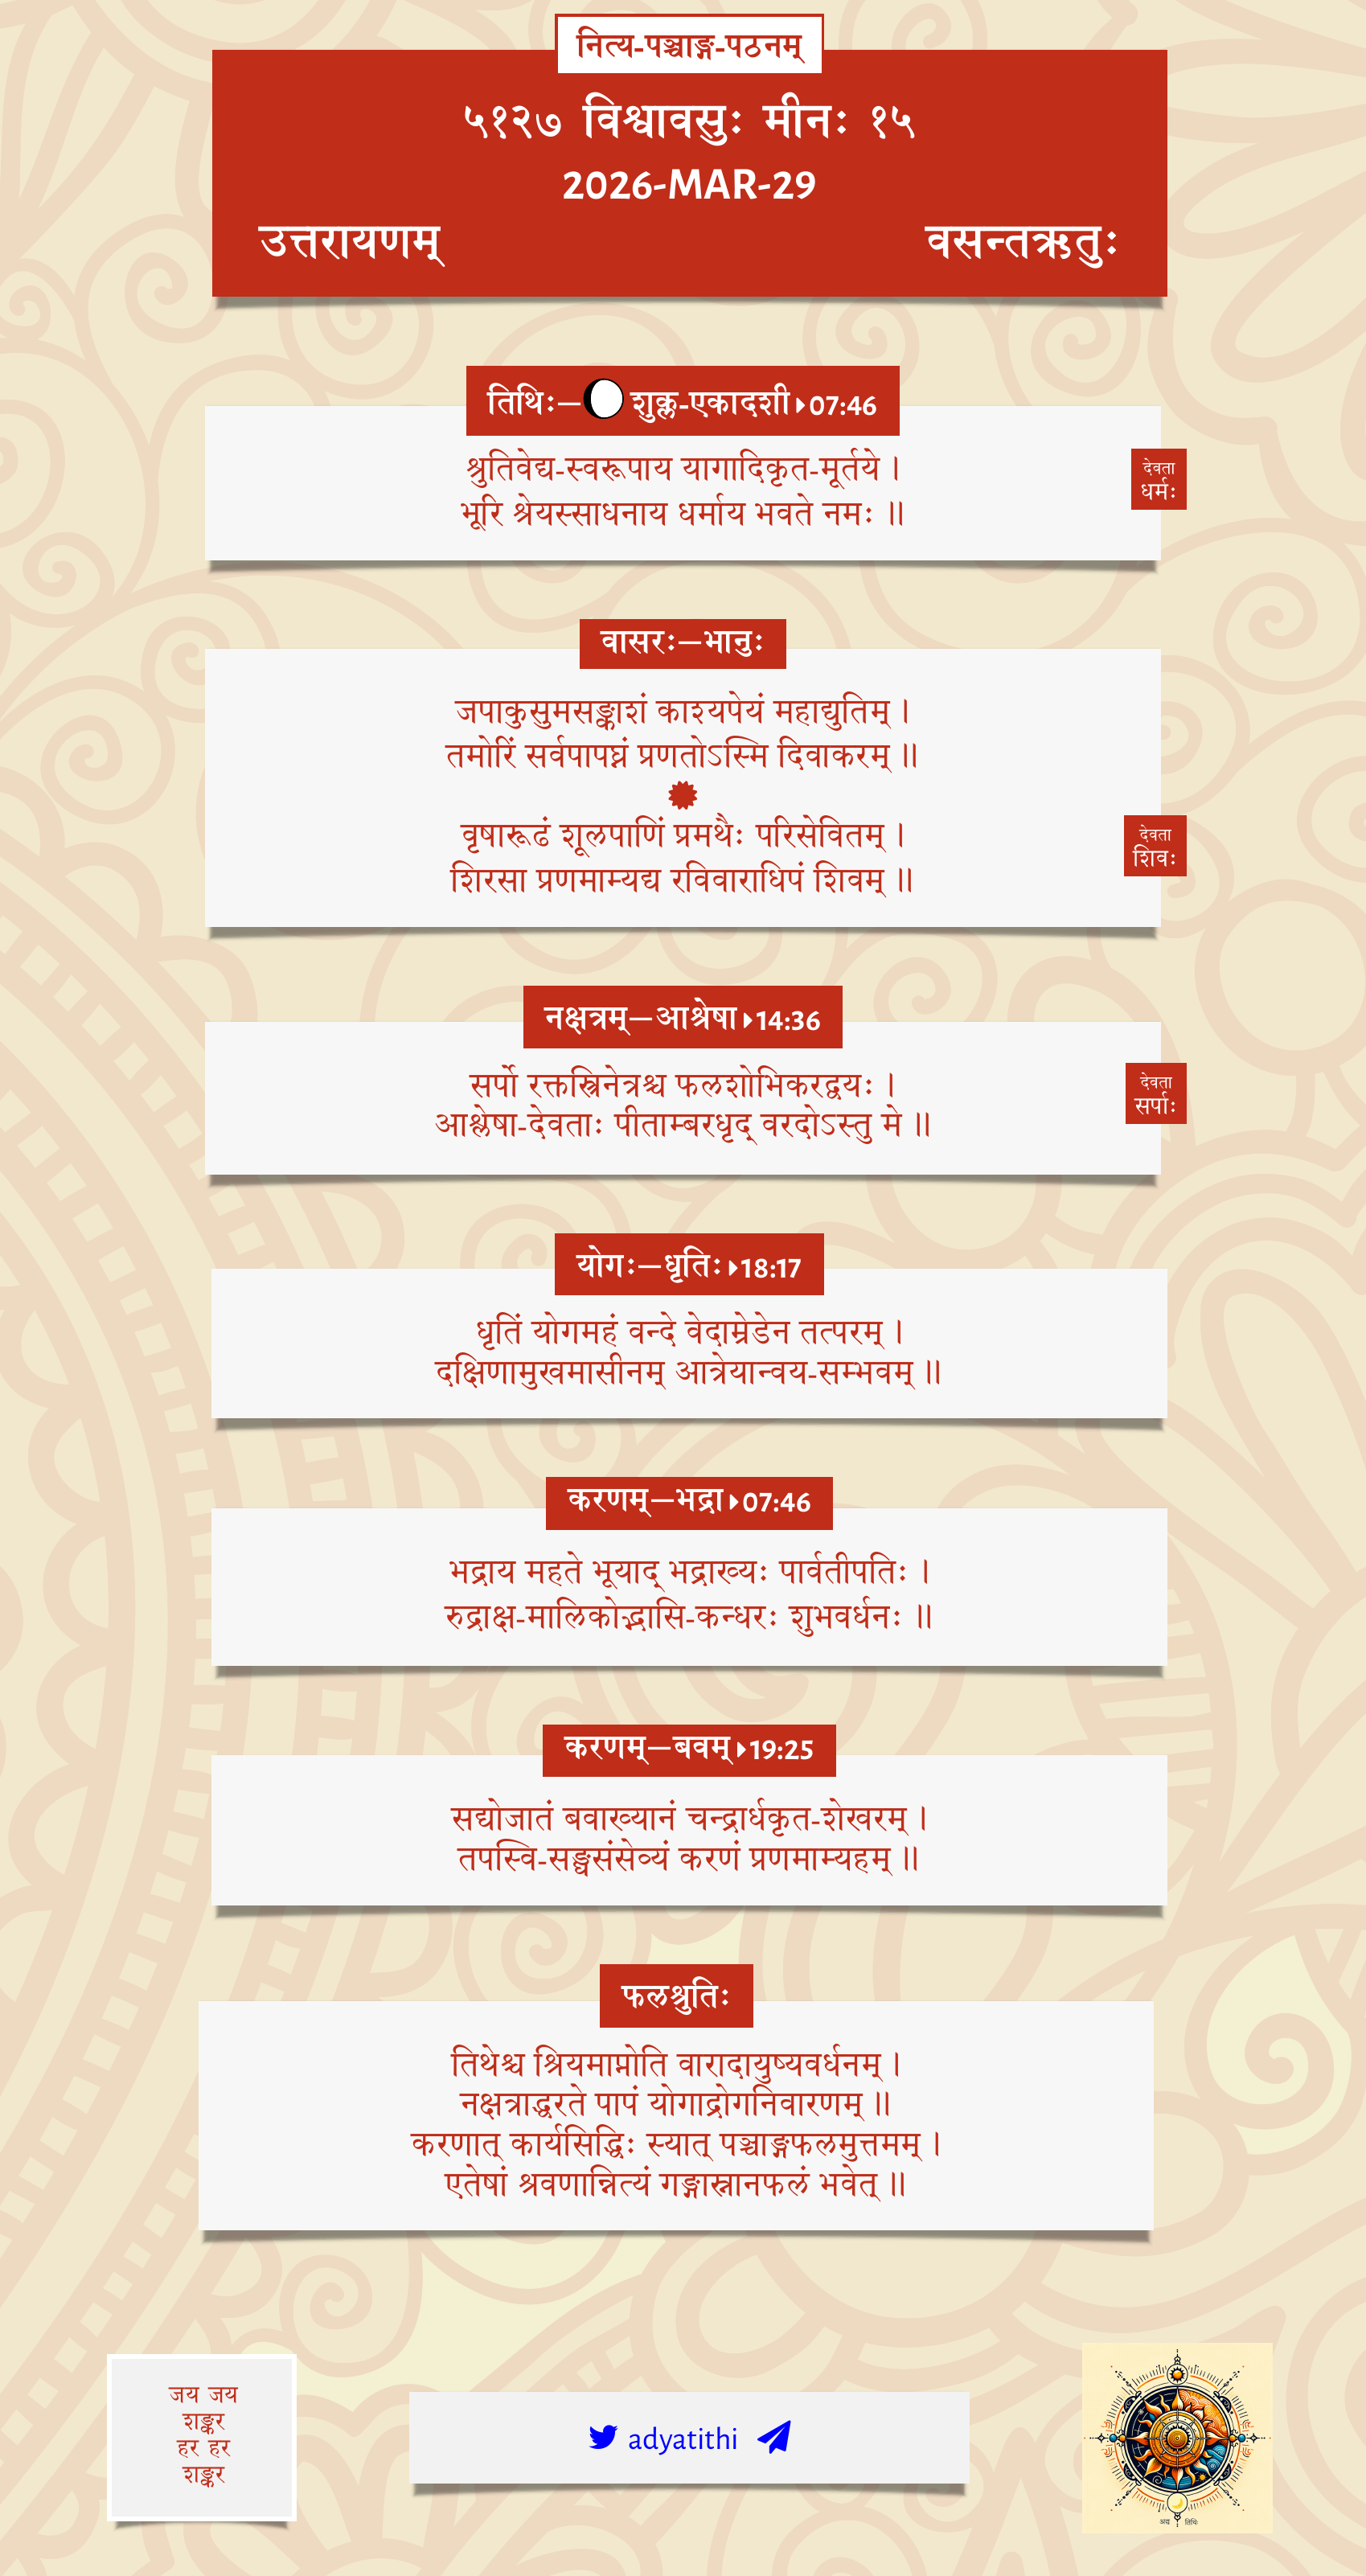 नित्य-पञ्चाङ्ग-पठनम्
५१२७ विश्वावसुः मीनः १५
2026-MAR-29
उत्तरायणम्
वसन्तऋतुः
तिथिः—शुक्ल-एकादशी⏵07:46
श्रुतिवेद्य-स्वरूपाय यागादिकृत-मूर्तये ।
भूरि श्रेयस्साधनाय धर्माय भवते नमः ॥
देवता
धर्मः
वासरः—भानुः
जपाकुसुमसङ्काशं काश्यपेयं महाद्युतिम् ।
तमोरिं सर्वपापघ्नं प्रणतोऽस्मि दिवाकरम् ॥
वृषारूढं शूलपाणिं प्रमथैः परिसेवितम् ।
शिरसा प्रणमाम्यद्य रविवाराधिपं शिवम् ॥
देवता
शिवः
नक्षत्रम्—आश्रेषा⏵14:36
सर्पो रक्तस्त्रिनेत्रश्च फलशोभिकरद्वयः ।
आश्लेषा-देवताः पीताम्बरधृद् वरदोऽस्तु मे ॥
देवता
सर्पाः
योगः—धृतिः⏵18:17
धृतिं योगमहं वन्दे वेदाम्रेडेन तत्परम् ।
दक्षिणामुखमासीनम् आत्रेयान्वय-सम्भवम् ॥
करणम्—भद्रा⏵07:46
भद्राय महते भूयाद् भद्राख्यः पार्वतीपतिः ।
रुद्राक्ष-मालिकोद्भासि-कन्धरः शुभवर्धनः ॥
करणम्—बवम्⏵19:25
सद्योजातं बवाख्यानं चन्द्रार्धकृत-शेखरम् ।
तपस्वि-सङ्घसंसेव्यं करणं प्रणमाम्यहम् ॥
फलश्रुतिः
तिथेश्च श्रियमाप्नोति वारादायुष्यवर्धनम् ।
नक्षत्राद्धरते पापं योगाद्रोगनिवारणम् ॥
करणात् कार्यसिद्धिः स्यात् पञ्चाङ्गफलमुत्तमम् ।
एतेषां श्रवणान्नित्यं गङ्गास्नानफलं भवेत् ॥
जय जय
शङ्कर
हर हर
शङ्कर
adyatithi
अद्य तिथिः